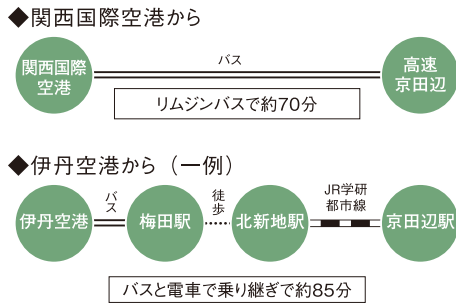 ◆関西国際空港から
関西国際
空港
バス
高速
京田辺
リムジンバスで約70分
◆伊丹空港から（一例）
伊丹空港
バス
梅田駅
徒歩
北新地駅
JR学研
都市線
京田辺駅
バスと電車で乗り継ぎで約85分